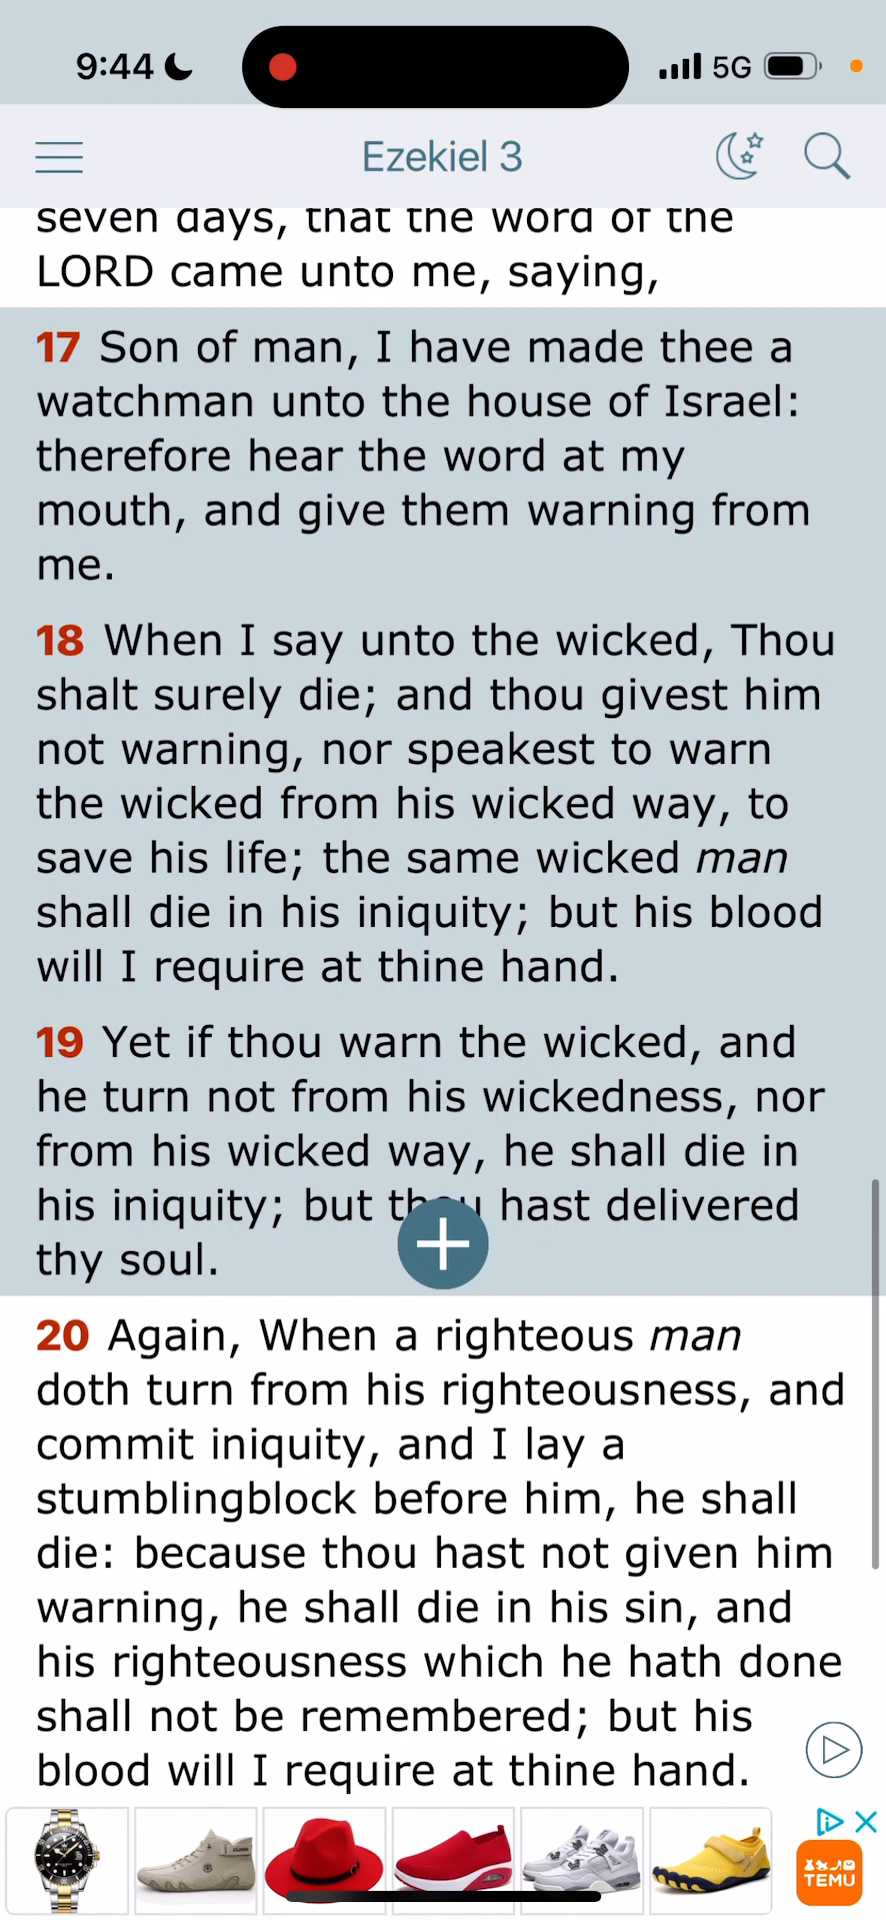 9:44
5G
Ezekiel 3
seven days, that the word of the
LORD came unto me, saying,
17 Son of man, I have made thee a
watchman unto the house of Israel:
therefore hear the word at my
mouth, and give them warning from
me.
18 When I say unto the wicked, Thou
shalt surely die; and thou givest him
not warning, nor speakest to warn
the wicked from his wicked way, to
save his life; the same wicked man
shall die in his iniquity; but his blood
will I require at thine hand.
19 Yet if thou warn the wicked, and
he turn not from his wickedness, nor
from his wicked way, he shall die in
his iniquity; but thou hast delivered
thy soul.
20 Again, When a righteous man
doth turn from his righteousness, and
commit iniquity, and I lay a
stumblingblock before him, he shall
die: because thou hast not given him
warning, he shall die in his sin, and
his righteousness which he hath done
shall not be remembered; but his
blood will I require at thine hand.
TEMU